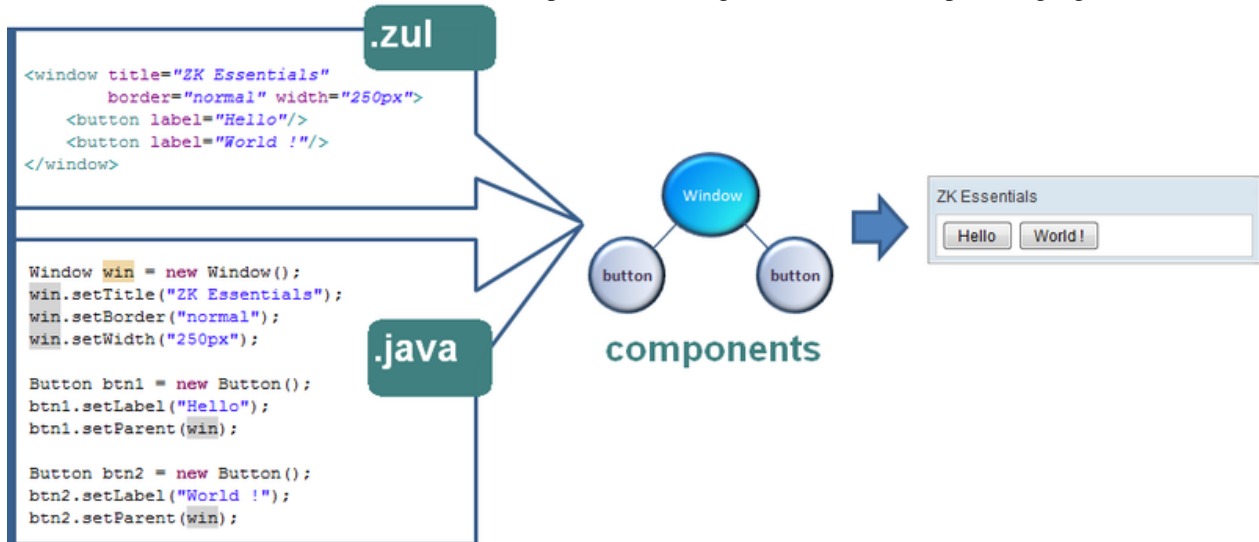 .zul
<window title="ZK Essentials"
border="normal" width="250px">
<button label="Hello"/>
<button label="World !"/>
</window>
Window win = new Window();
win.setTitle("ZK Essentials");
win.setBorder("normal");
win.setWidth("250px");
.java
Button btn1 = new Button();
btn1.setLabel("Hello");
btn1.setParent(win);
Button btn2 = new Button();
btn2.setLabel("World !");
btn2.setParent(win);
Window
button
button
components
ZK Essentials
Hello
World !